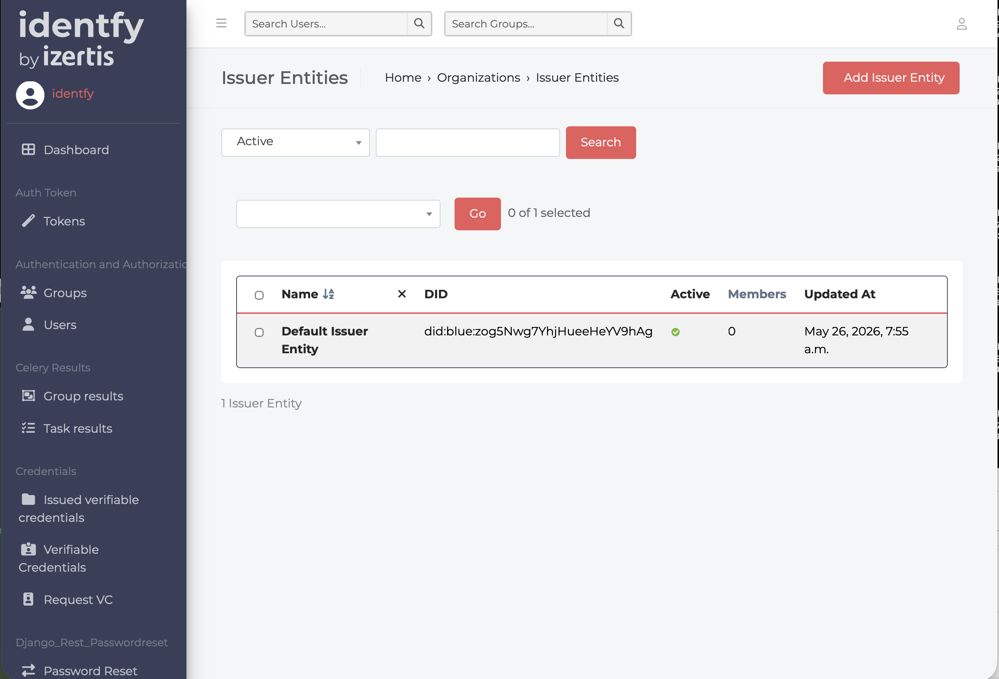 identfy
by izertis
identfy
Dashboard
Auth Token
Tokens
Authentication and Authorizatio
Groups
Users
Celery Results
Group results
Task results
Credentials
Issued verifiable
credentials
Verifiable
Credentials
Request VC
Django_Rest_Passwordreset
Password Reset
Search Users...
Search Groups...
Issuer Entities
Home › Organizations › Issuer Entities
Add Issuer Entity
Active
Search
Go
0 of 1 selected
Name DID Active Members Updated At
Default Issuer
Entity
did:blue:zog5Nwg7YhjHueeHeYV9hAg
0
May 26, 2026, 7:55
a.m.
1 Issuer Entity